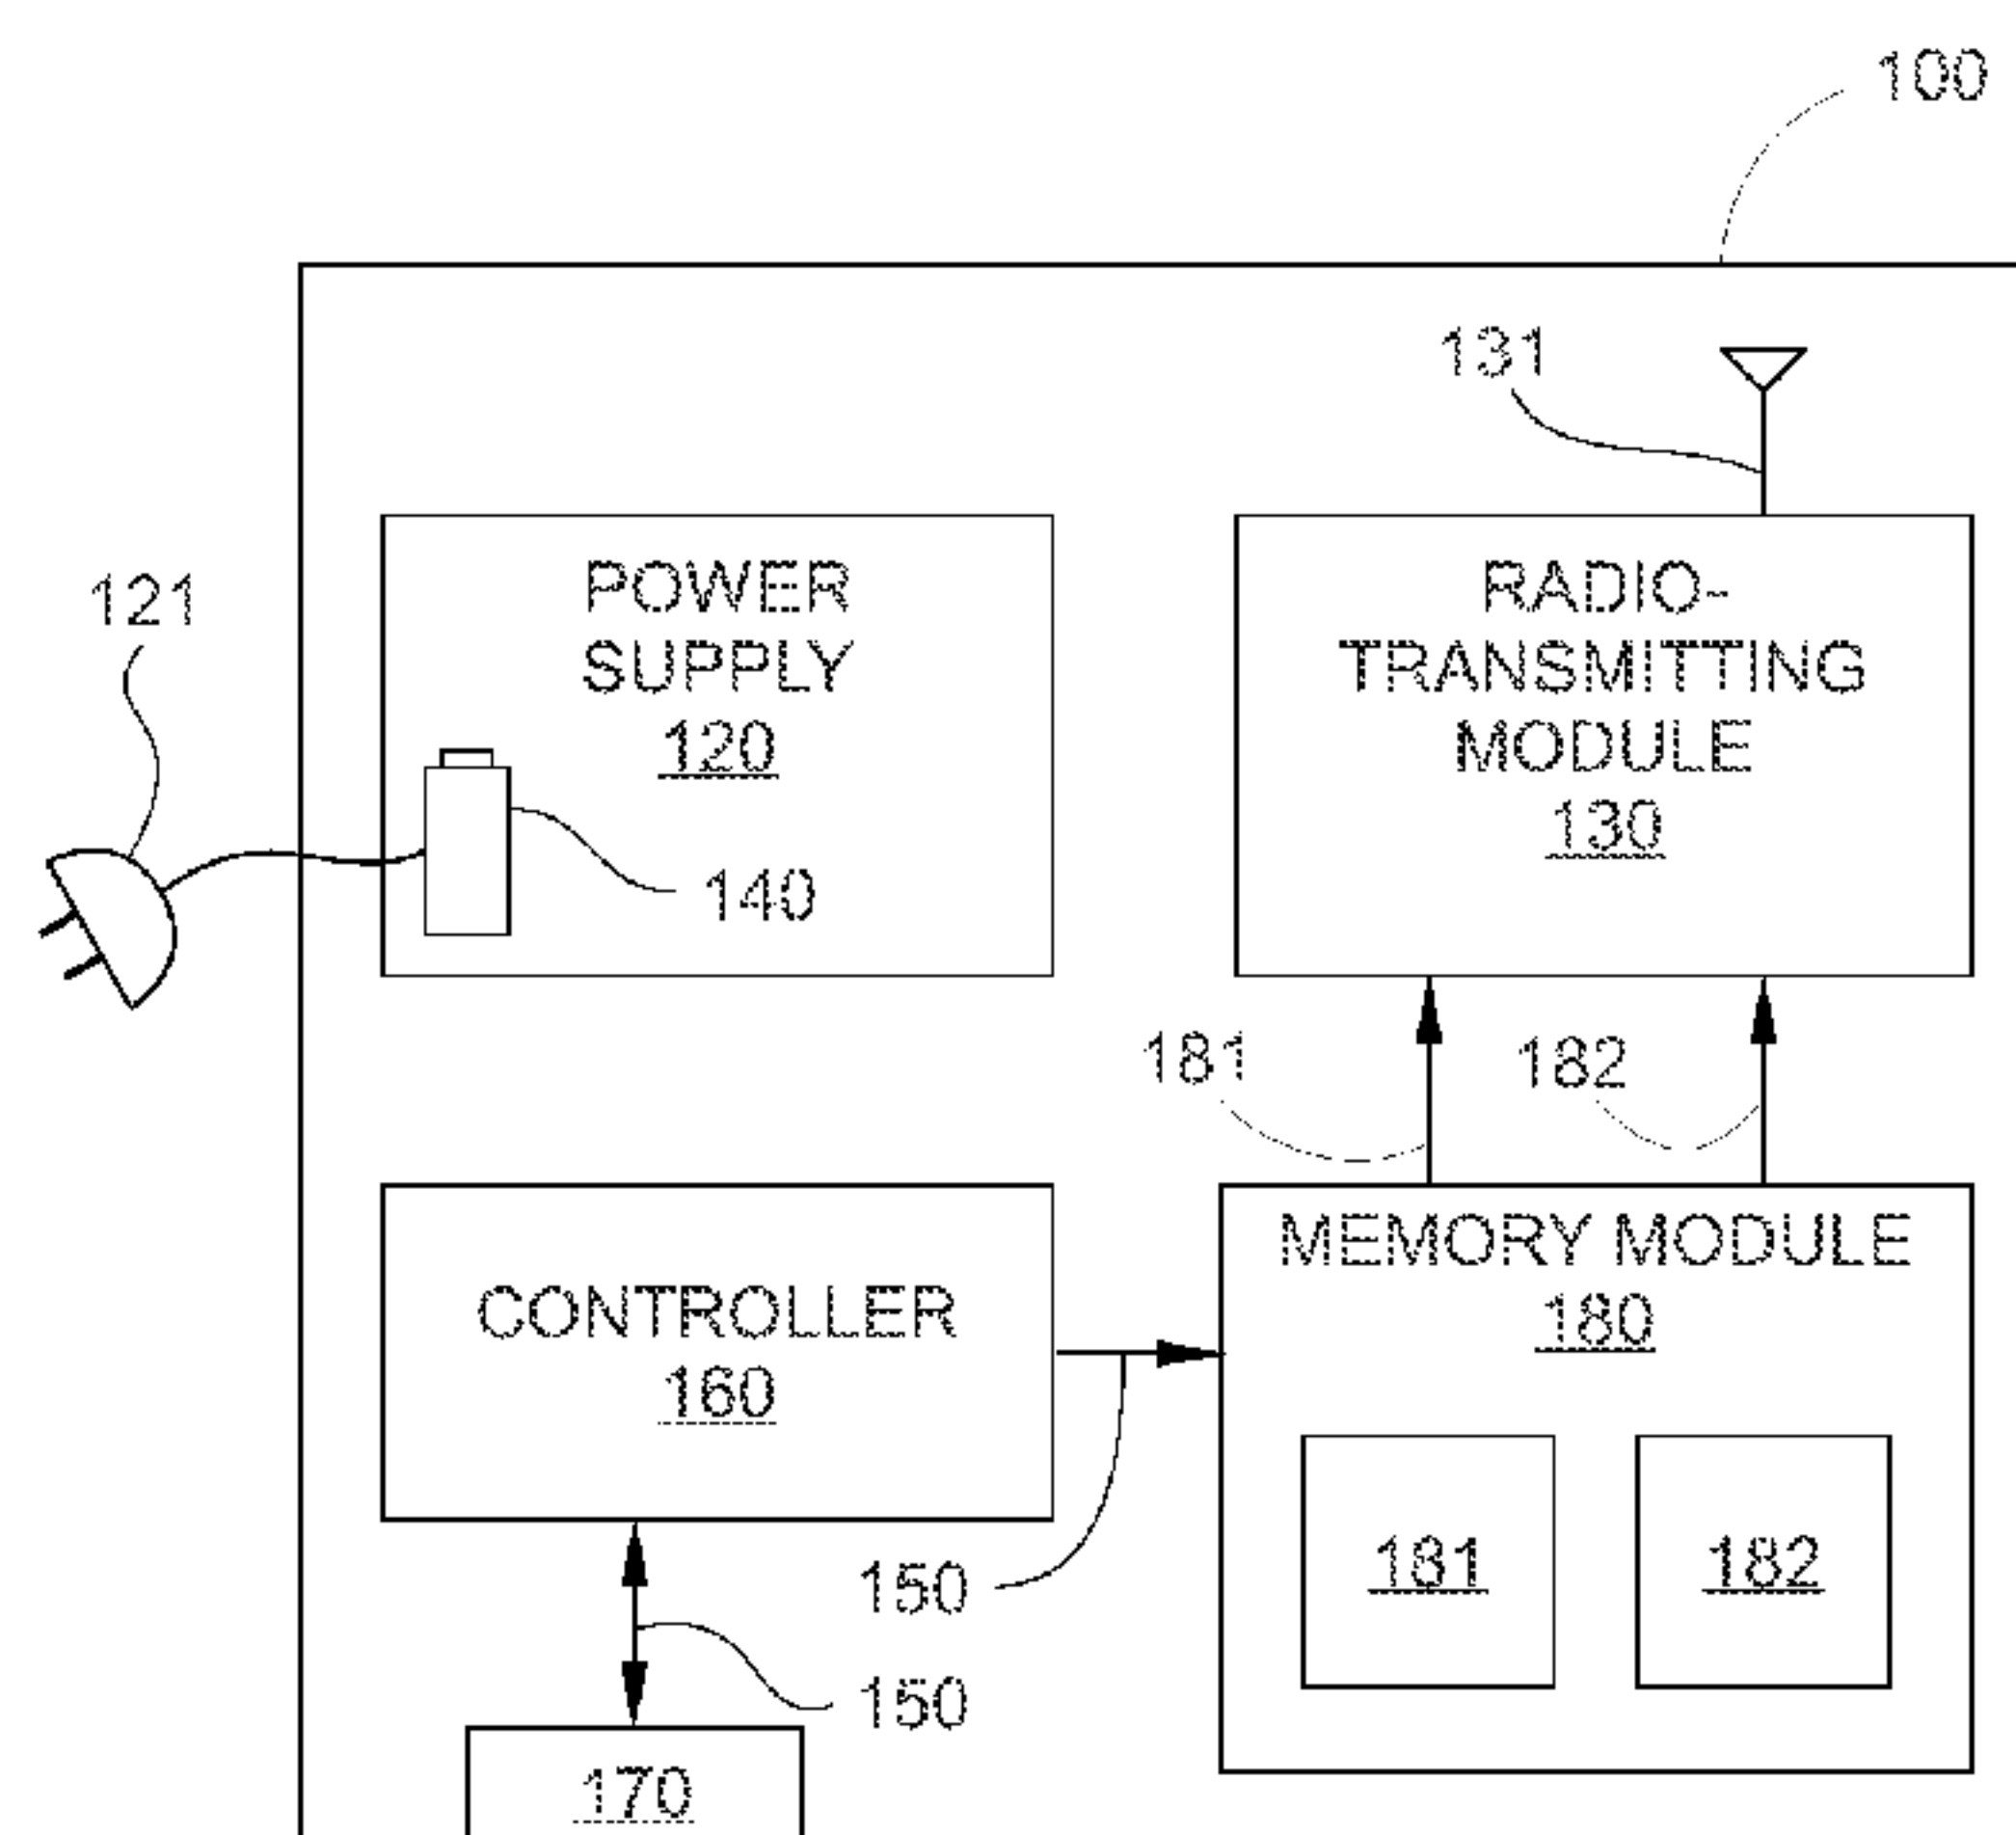 100
131
POWER
SUPPLY
120
RADIO-
TRANSMITTING
MODULE
130
121
140
181
182
CONTROLLER
160
MEMORY MODULE
180
181
182
150
150
170